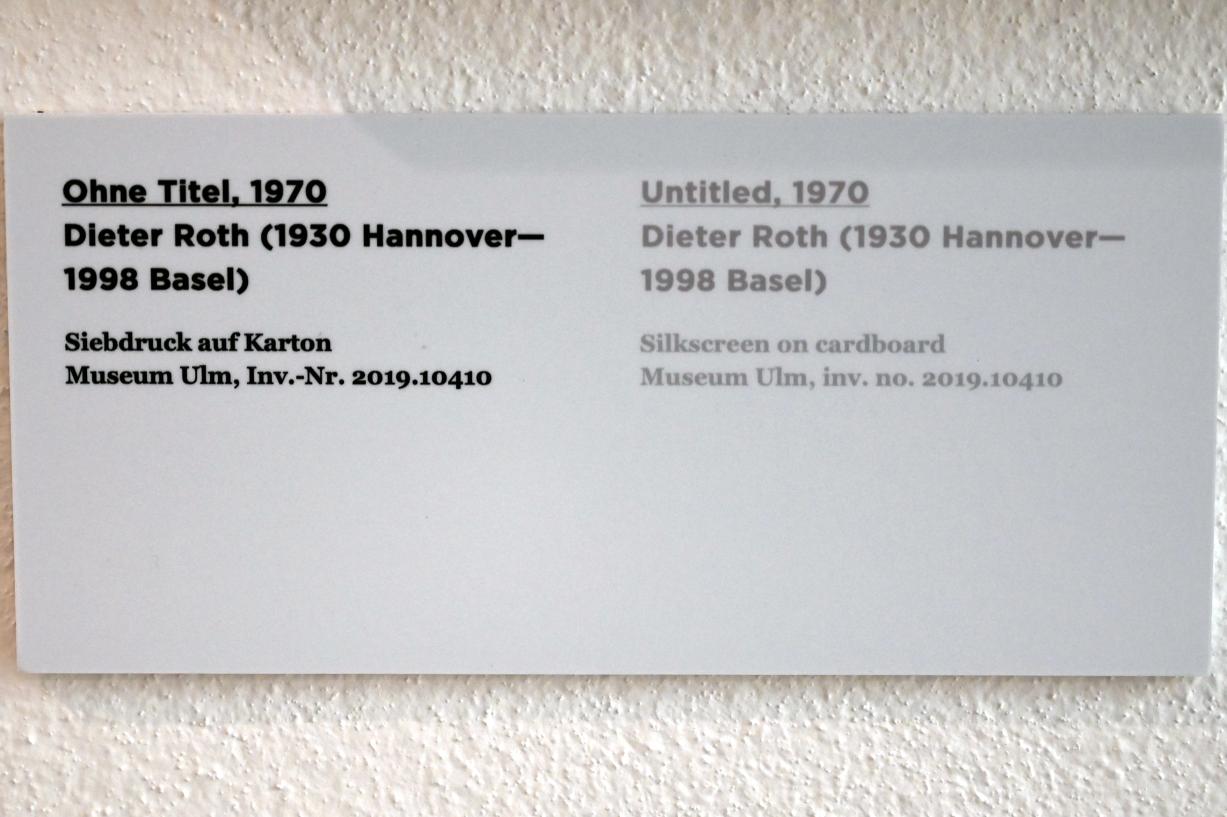 Ohne Titel, 1970
Dieter Roth (1930 Hannover—
1998 Basel)
Siebdruck auf Karton
Museum Ulm, Inv.-Nr. 2019.10410
Untitled, 1970
Dieter Roth (1930 Hannover—
1998 Basel)
Silkscreen on cardboard
Museum Ulm, inv. no. 2019.10410